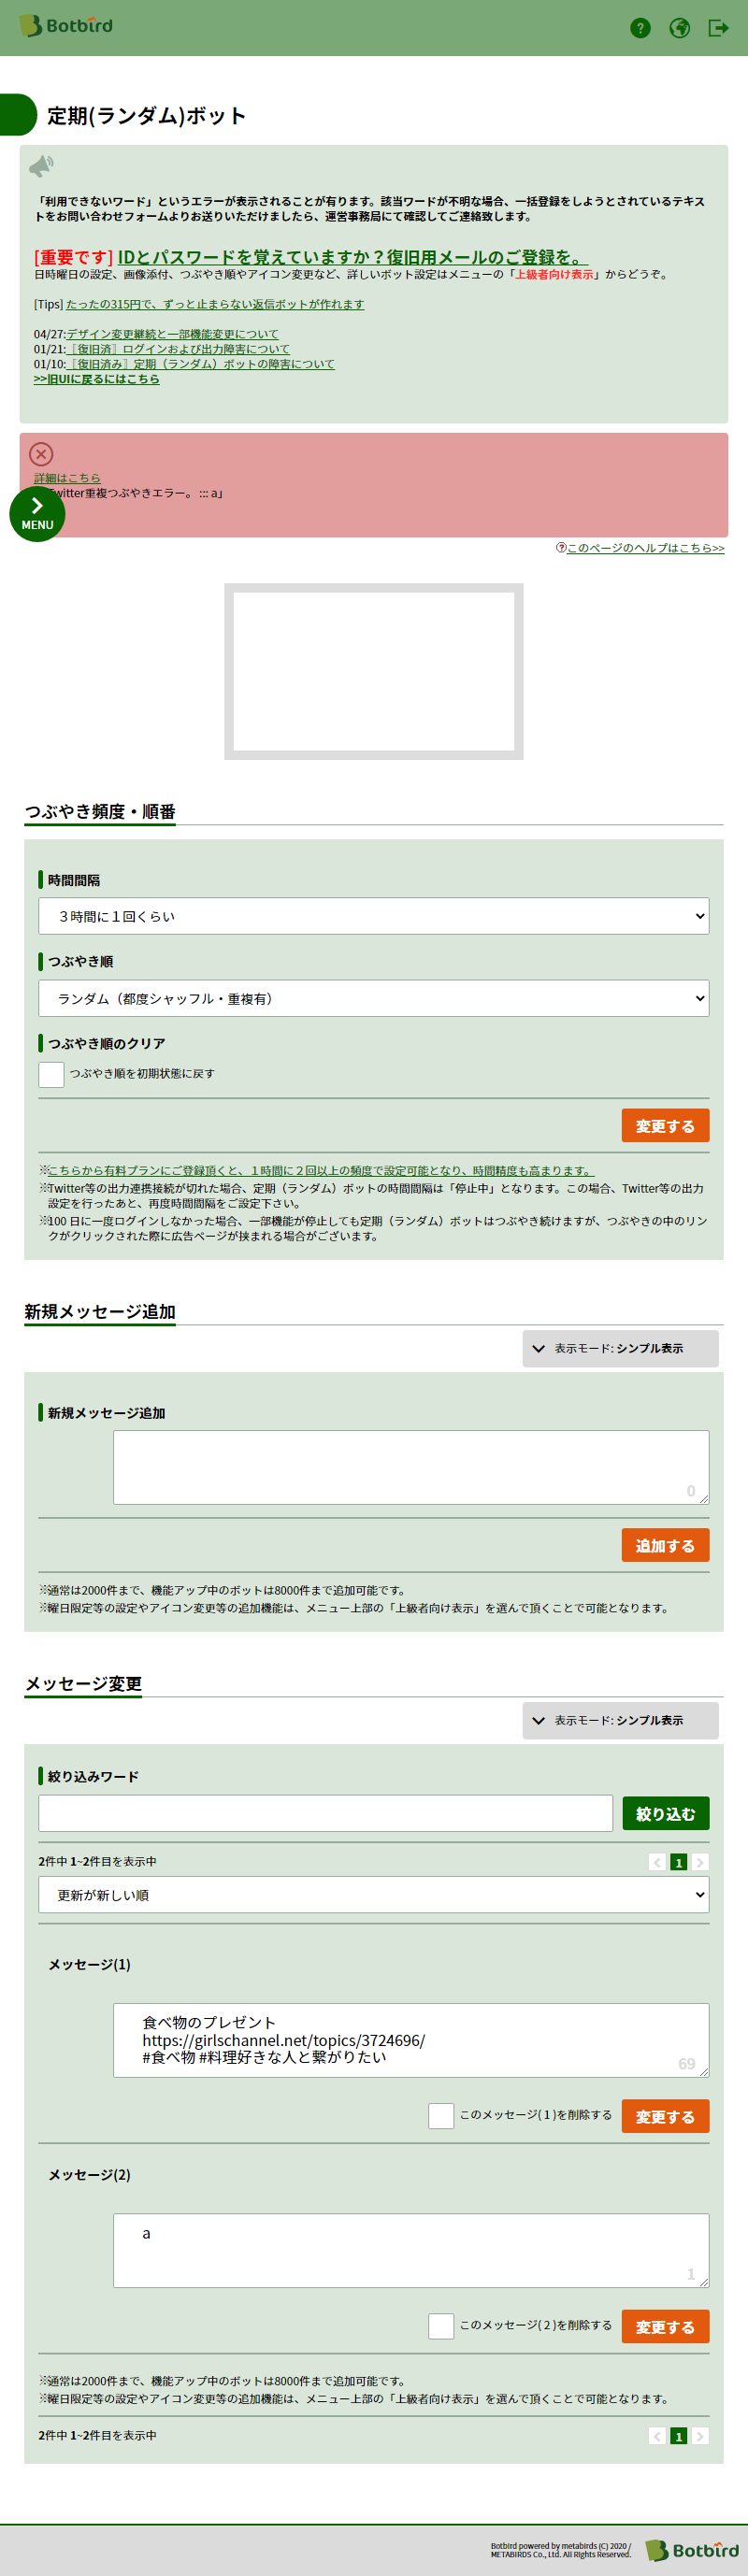 Botbird
定期(ランダム)ボット
「利用できないワード」というエラーが表示されることが有ります。該当ワードが不明な場合、一括登録をしようとされているテキス
トをお問い合わせフォームよりお送りいただけましたら、運営事務局にて確認してご連絡致します。
[重要です] IDとパスワードを覚えていますか？復旧用メールのご登録を。
日時曜日の設定、画像添付、つぶやき順やアイコン変更など、詳しいボット設定はメニューの「上級者向け表示」からどうぞ。
[Tips] たったの315円で、ずっと止まらない返信ボットが作れます
04/27:デザイン変更継続と一部機能変更について
01/21:［復旧済］ログインおよび出力障害について
01/10:［復旧済み］定期（ランダム）ボットの障害について
>>旧UIに戻るにはこちら
詳細はこちら
witter重複つぶやきエラー。 ::: a」
MENU
このページのヘルプはこちら>>
つぶやき頻度・順番
時間間隔
３時間に１回くらい
つぶやき順
ランダム（都度シャッフル・重複有）
つぶやき順のクリア
つぶやき順を初期状態に戻す
変更する
※こちらから有料プランにご登録頂くと、１時間に２回以上の頻度で設定可能となり、時間精度も高まります。
※Twitter等の出力連携接続が切れた場合、定期（ランダム）ボットの時間間隔は「停止中」となります。この場合、Twitter等の出力
設定を行ったあと、再度時間間隔をご設定下さい。
※100 日に一度ログインしなかった場合、一部機能が停止しても定期（ランダム）ボットはつぶやき続けますが、つぶやきの中のリン
クがクリックされた際に広告ページが挟まれる場合がございます。
新規メッセージ追加
表示モード: シンプル表示
新規メッセージ追加
0
追加する
※通常は2000件まで、機能アップ中のボットは8000件まで追加可能です。
※曜日限定等の設定やアイコン変更等の追加機能は、メニュー上部の「上級者向け表示」を選んで頂くことで可能となります。
メッセージ変更
表示モード: シンプル表示
絞り込みワード
絞り込む
2件中 1~2件目を表示中
1
更新が新しい順
メッセージ(1)
食べ物のプレゼント
https://girlschannel.net/topics/3724696/
#食べ物 #料理好きな人と繋がりたい
69
このメッセージ( 1 )を削除する
変更する
メッセージ(2)
a
1
このメッセージ( 2 )を削除する
変更する
※通常は2000件まで、機能アップ中のボットは8000件まで追加可能です。
※曜日限定等の設定やアイコン変更等の追加機能は、メニュー上部の「上級者向け表示」を選んで頂くことで可能となります。
2件中 1~2件目を表示中
1
Botbird powered by metabirds (C) 2020 /
METABIRDS Co., Ltd. All Rights Reserved.
Botbird